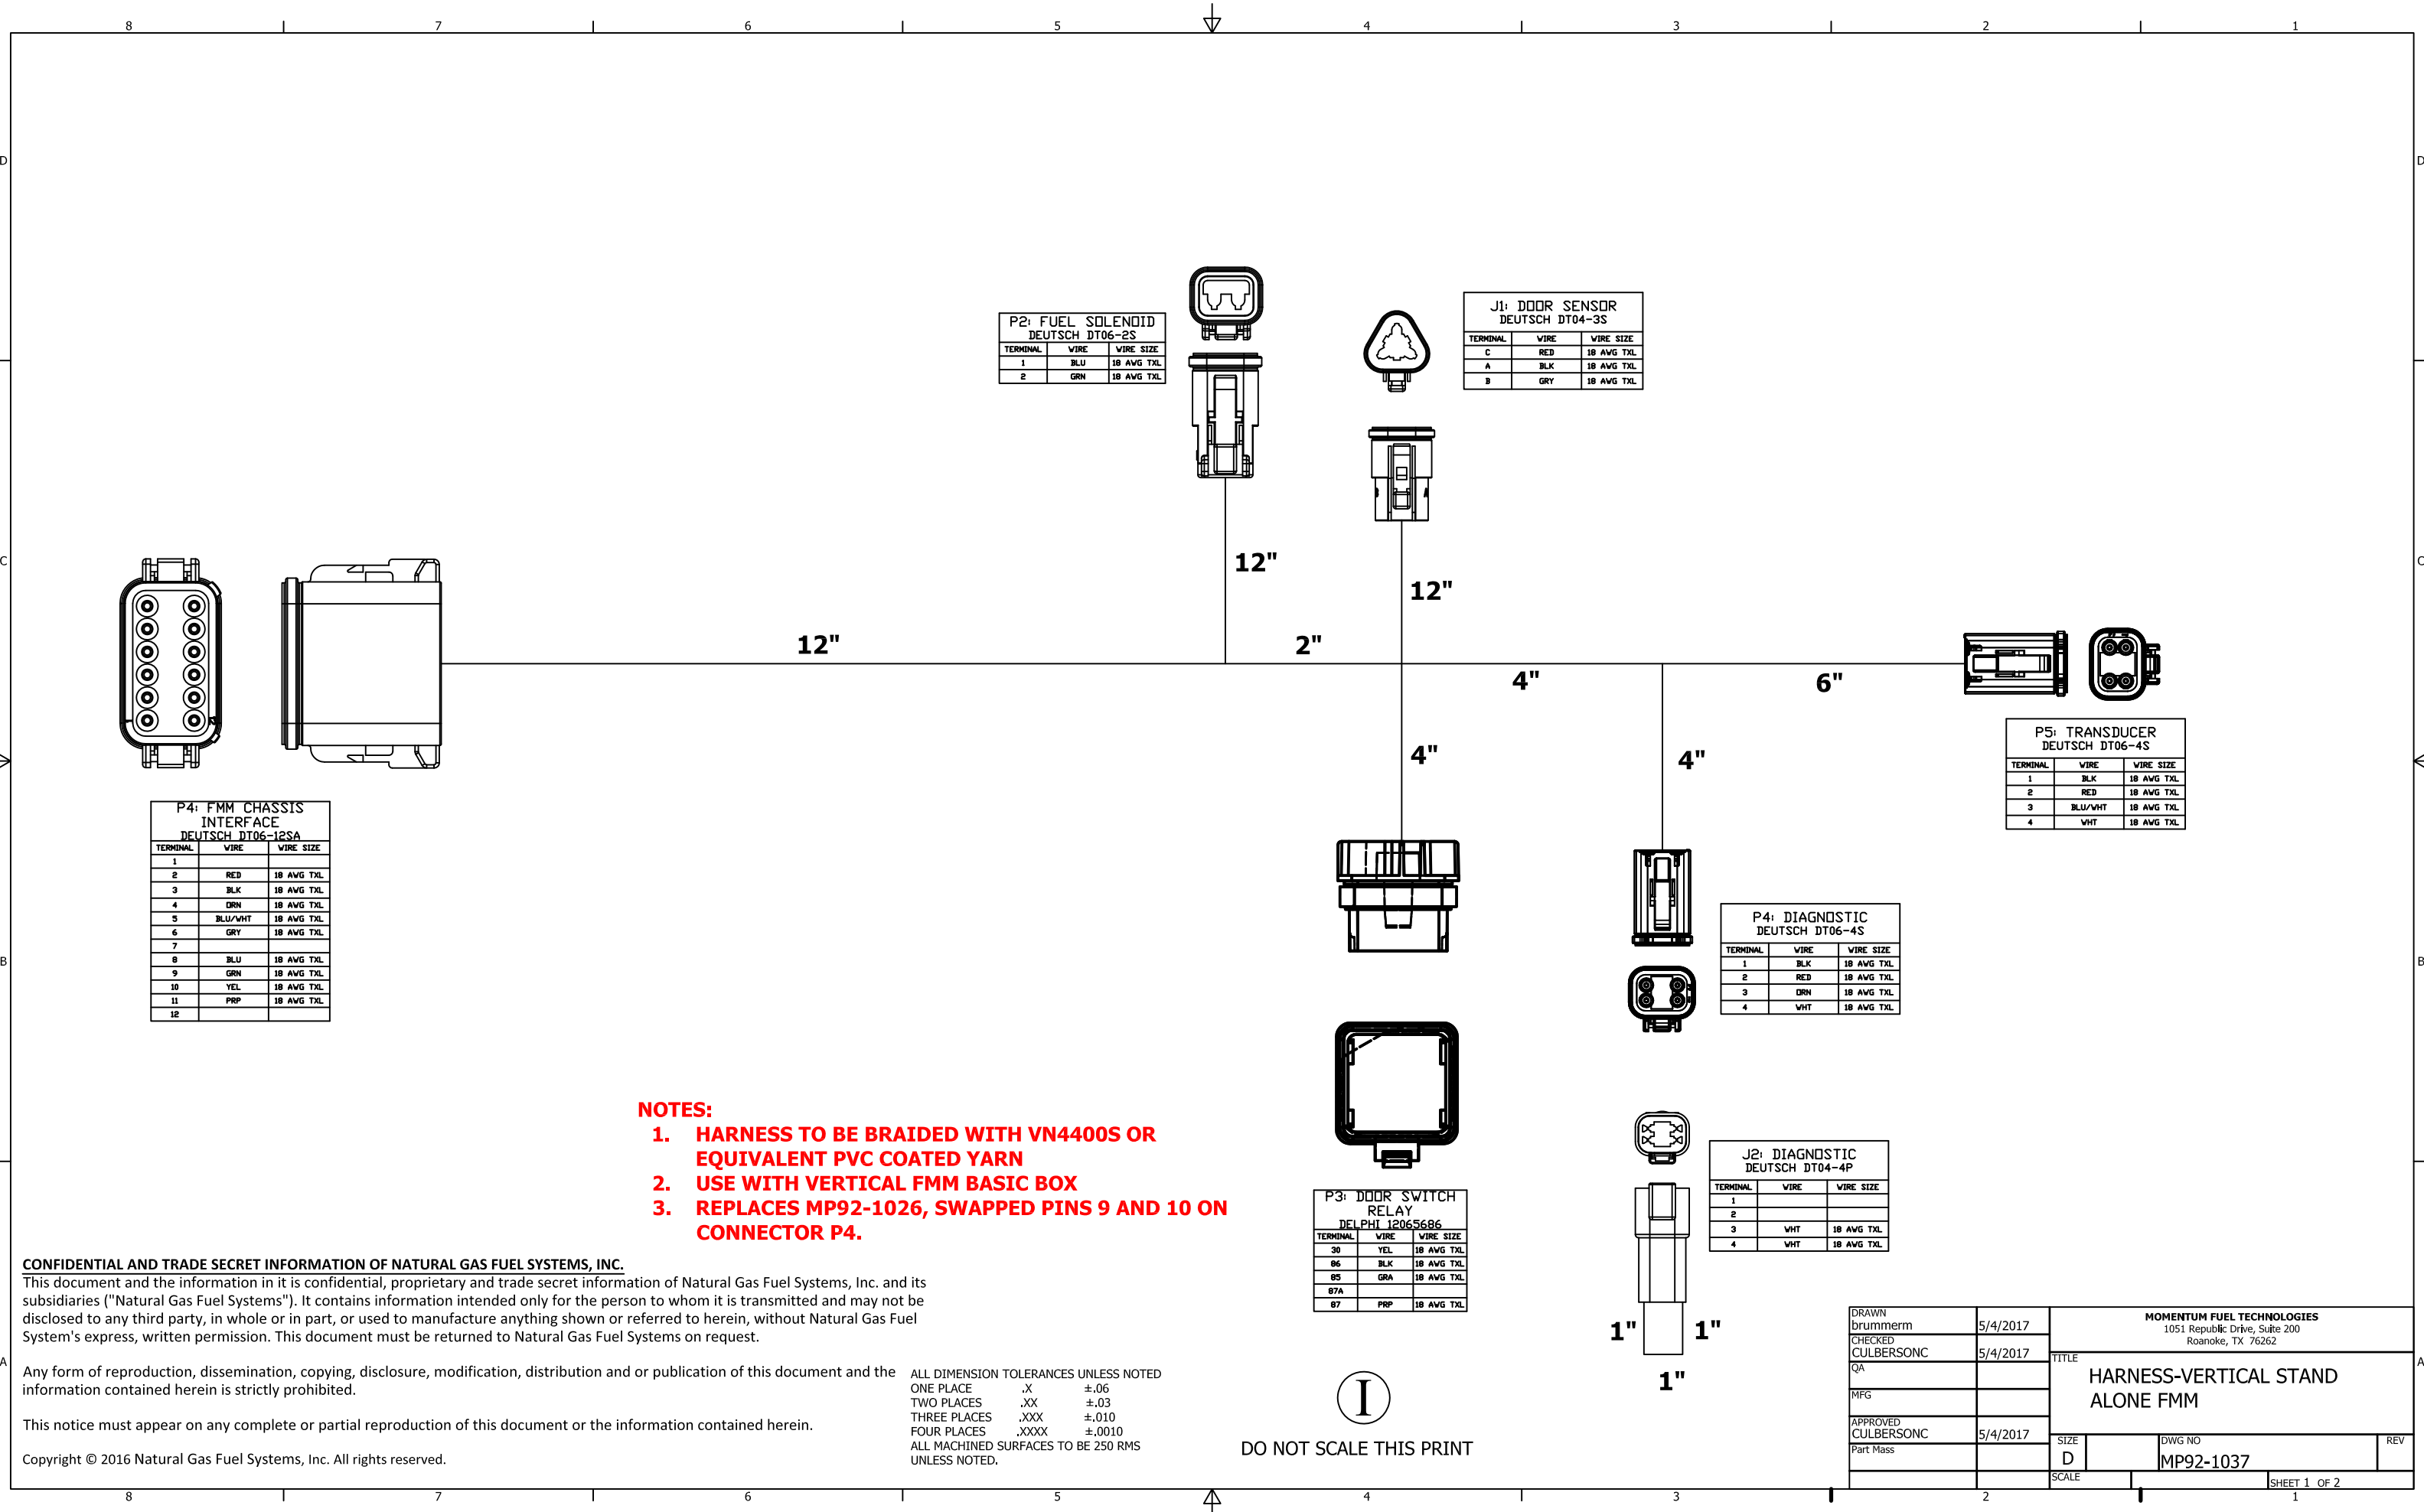 8 7 6 5 4 3 2 1
D D
P2: FUEL SOLENOID
DEUTSCH DT06-2S
TERMINAL WIRE WIRE SIZE
1 BLU 18 AWG TXL
2 GRN 18 AWG TXL
J1: DOOR SENSOR
DEUTSCH DT04-3S
TERMINAL WIRE WIRE SIZE
C RED 18 AWG TXL
A BLK 18 AWG TXL
B GRY 18 AWG TXL
B A
C C
12"
12"
12"
2"
4"
6"
4"
4"
P5: TRANSDUCER
DEUTSCH DT06-4S
TERMINAL WIRE WIRE SIZE
1 BLK 18 AWG TXL
2 RED 18 AWG TXL
3 BLU/WHT 18 AWG TXL
4 WHT 18 AWG TXL
P4: FMM CHASSIS
INTERFACE
DEUTSCH DT06-12SA
TERMINAL WIRE WIRE SIZE
1
2 RED 18 AWG TXL
3 BLK 18 AWG TXL
4 ORN 18 AWG TXL
5 BLU/WHT 18 AWG TXL
6 GRY 18 AWG TXL
7
8 BLU 18 AWG TXL
9 GRN 18 AWG TXL
10 YEL 18 AWG TXL
11 PRP 18 AWG TXL
12
P4: DIAGNOSTIC
DEUTSCH DT06-4S
TERMINAL WIRE WIRE SIZE
1 BLK 18 AWG TXL
2 RED 18 AWG TXL
3 ORN 18 AWG TXL
4 WHT 18 AWG TXL
B B
NOTES:
1. HARNESS TO BE BRAIDED WITH VN4400S OR
EQUIVALENT PVC COATED YARN
2. USE WITH VERTICAL FMM BASIC BOX
3. REPLACES MP92-1026, SWAPPED PINS 9 AND 10 ON
CONNECTOR P4.
J2: DIAGNOSTIC
DEUTSCH DT04-4P
TERMINAL WIRE WIRE SIZE
1
2
3 WHT 18 AWG TXL
4 WHT 18 AWG TXL
P3: DOOR SWITCH
RELAY
DELPHI 12065686
TERMINAL WIRE WIRE SIZE
30 YEL 18 AWG TXL
86 BLK 18 AWG TXL
85 GRA 18 AWG TXL
87A
87 PRP 18 AWG TXL
1" 1"
1"
CONFIDENTIAL AND TRADE SECRET INFORMATION OF NATURAL GAS FUEL SYSTEMS, INC.
This document and the information in it is confidential, proprietary and trade secret information of Natural Gas Fuel Systems, Inc. and its
subsidiaries ("Natural Gas Fuel Systems"). It contains information intended only for the person to whom it is transmitted and may not be
disclosed to any third party, in whole or in part, or used to manufacture anything shown or referred to herein, without Natural Gas Fuel
System's express, written permission. This document must be returned to Natural Gas Fuel Systems on request.
Any form of reproduction, dissemination, copying, disclosure, modification, distribution and or publication of this document and the
information contained herein is strictly prohibited.
This notice must appear on any complete or partial reproduction of this document or the information contained herein.
Copyright © 2016 Natural Gas Fuel Systems, Inc. All rights reserved.
A A
ALL DIMENSION TOLERANCES UNLESS NOTED
ONE PLACE .X ±.06
TWO PLACES .XX ±.03
THREE PLACES .XXX ±.010
FOUR PLACES .XXXX ±.0010
ALL MACHINED SURFACES TO BE 250 RMS
UNLESS NOTED.
I
DO NOT SCALE THIS PRINT
DRAWN
brummerm 5/4/2017
CHECKED
CULBERSONC 5/4/2017
QA
MFG
APPROVED
CULBERSONC 5/4/2017
Part Mass
MOMENTUM FUEL TECHNOLOGIES
1051 Republic Drive, Suite 200
Roanoke, TX 76262
TITLE
HARNESS-VERTICAL STAND
ALONE FMM
SIZE
D
DWG NO
MP92-1037
REV
SCALE
SHEET 1 OF 2
8 7 6 5 4 3 2 1